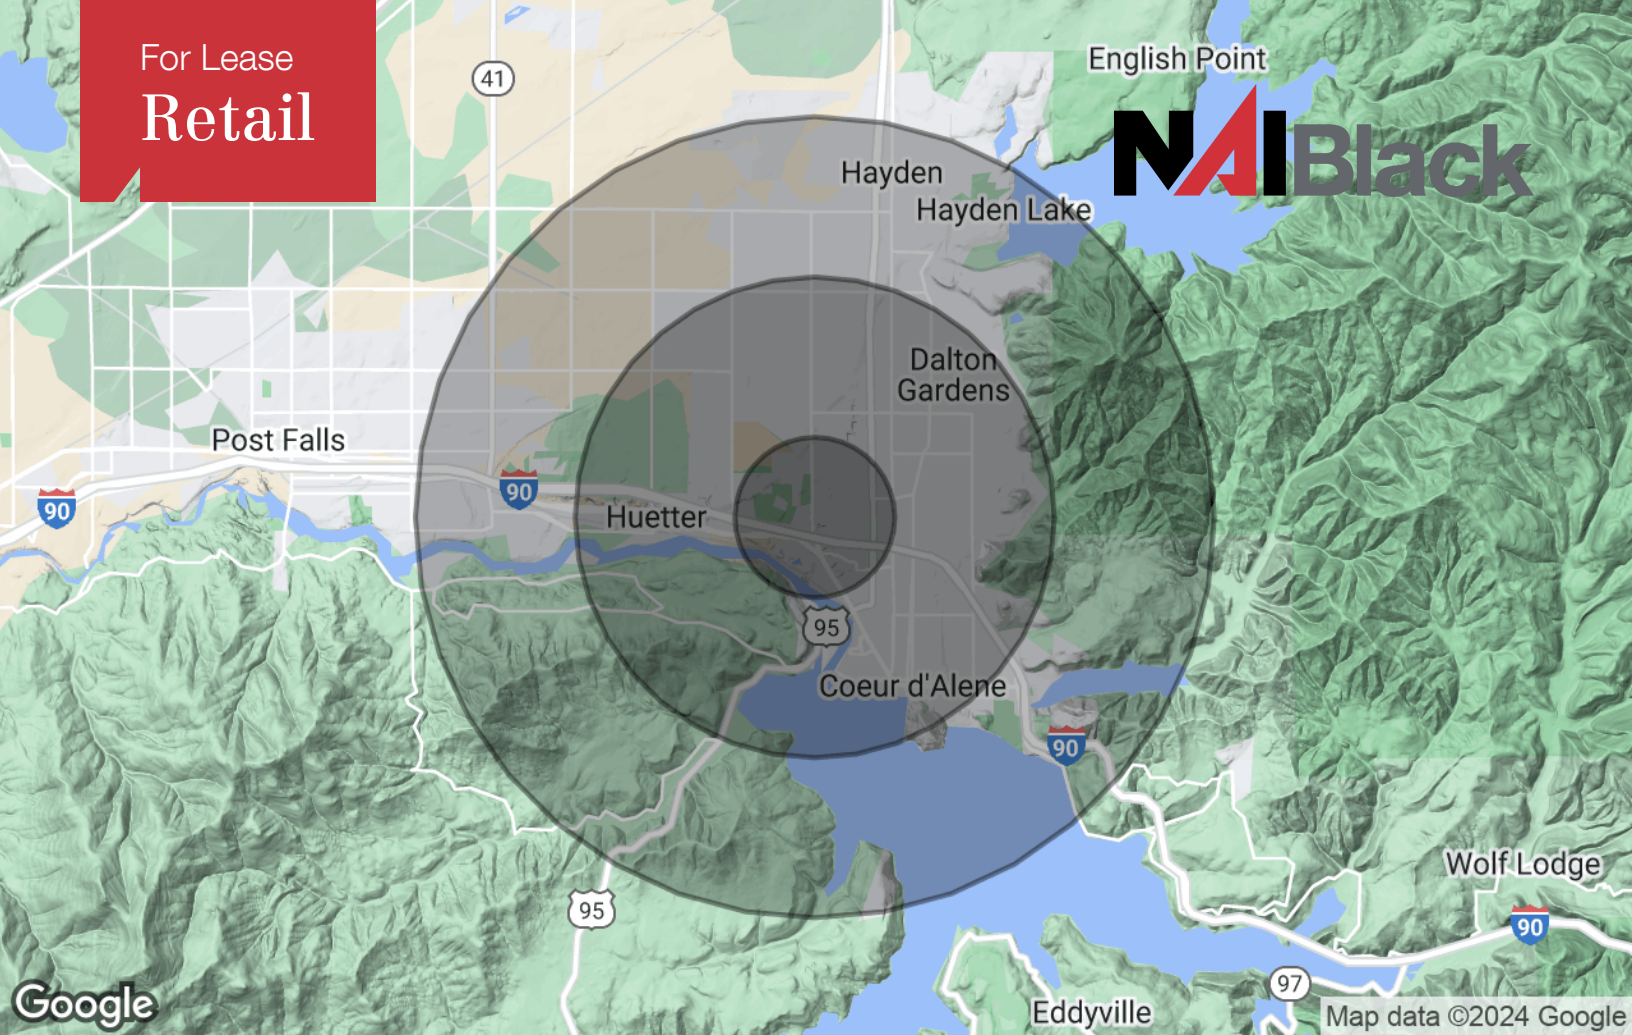 For Lease
Retail
41
English Point
NAIBlack
Hayden
Hayden Lake
Dalton
Gardens
Post Falls
90
90
Huetter
95
Coeur d'Alene
90
Wolf Lodge
95
90
97
Eddyville
Google
Map data ©2024 Google